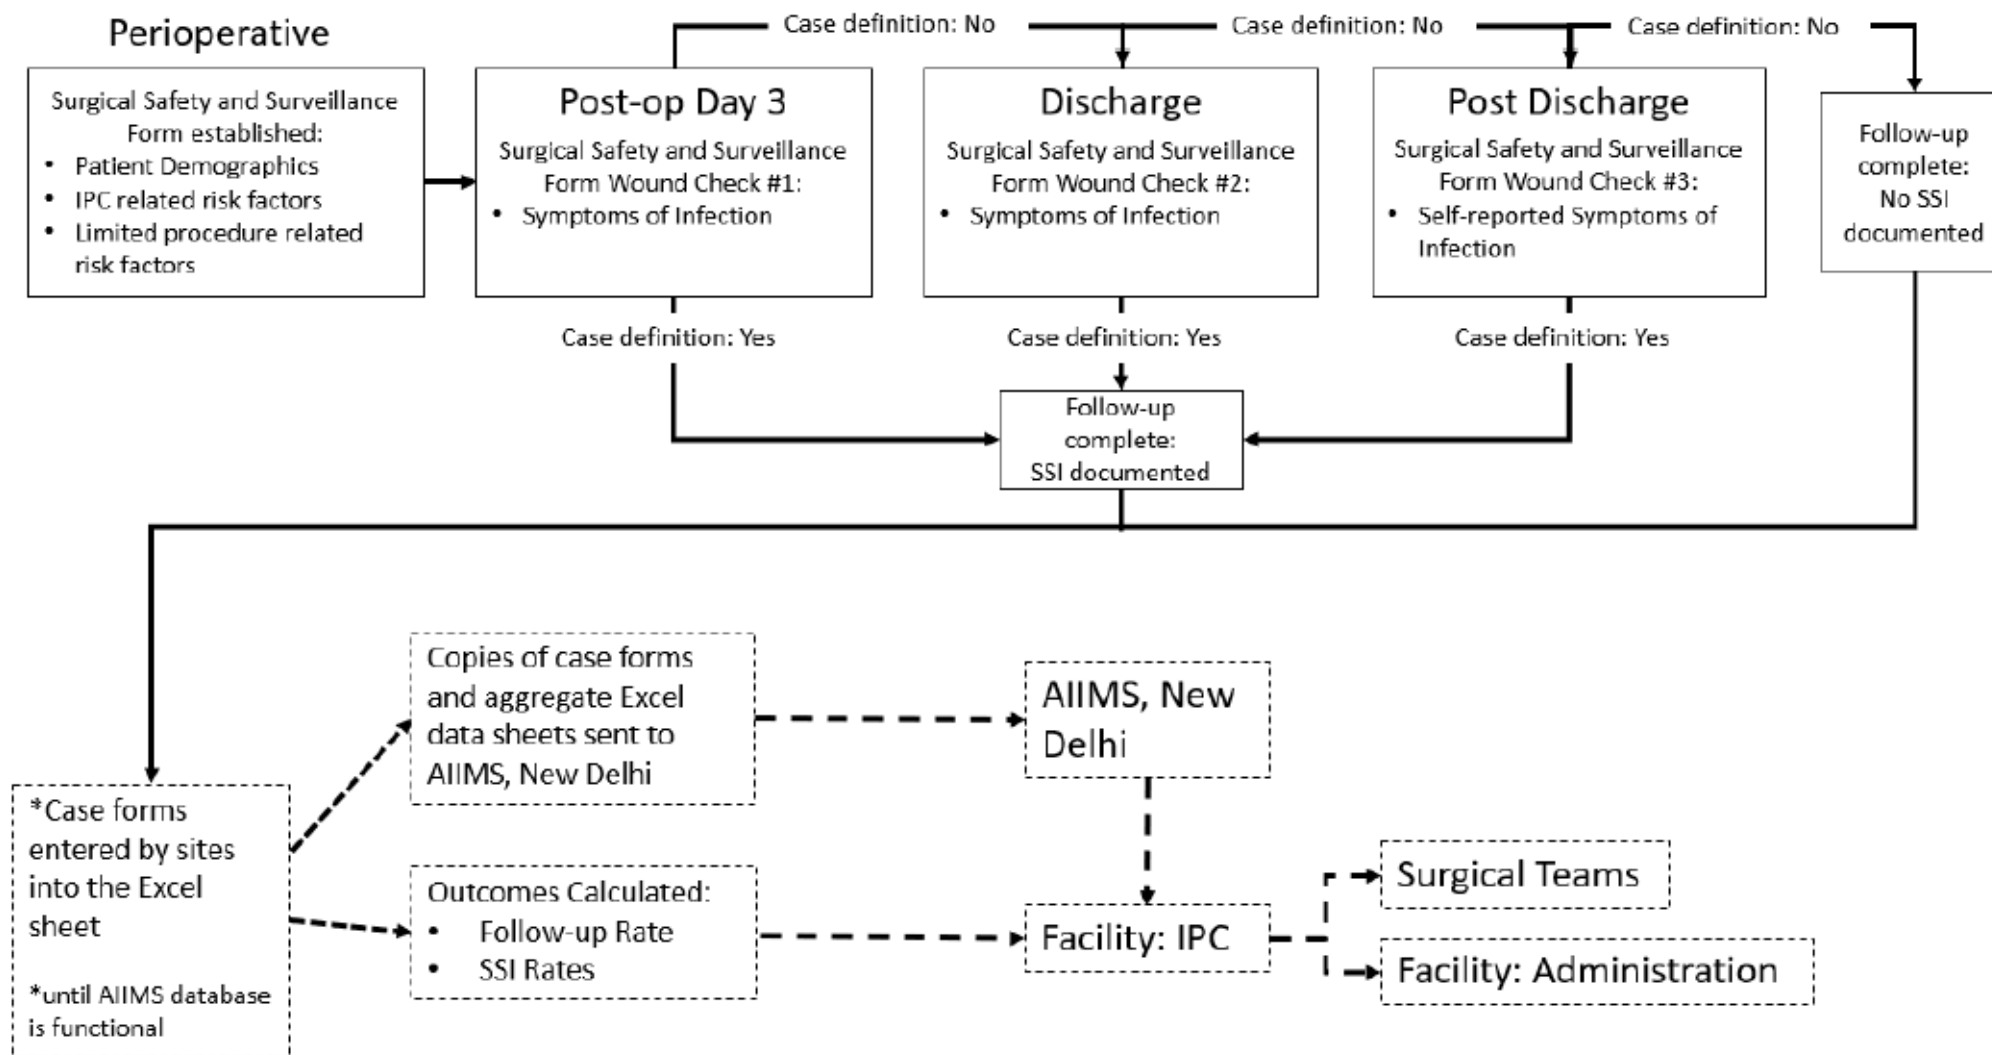 Perioperative
Surgical Safety and Surveillance
Form established:
• Patient Demographics
• IPC related risk factors
• Limited procedure related
risk factors
Case definition: No
Post-op Day 3
Surgical Safety and Surveillance
Form Wound Check #1:
• Symptoms of Infection
Case definition: Yes
Case definition: No
Discharge
Surgical Safety and Surveillance
Form Wound Check #2:
• Symptoms of Infection
Case definition: Yes
Case definition: No
Post Discharge
Surgical Safety and Surveillance
Form Wound Check #3:
• Self-reported Symptoms of
Infection
Case definition: Yes
Follow-up
complete:
No SSI
documented
Follow-up
complete:
SSI documented
*Case forms
entered by sites
into the Excel
sheet
*until AIIMS database
is functional
Copies of case forms
and aggregate Excel
data sheets sent to
AIIMS, New Delhi
Outcomes Calculated:
• Follow-up Rate
• SSI Rates
AIIMS, New
Delhi
Facility: IPC
Surgical Teams
Facility: Administration